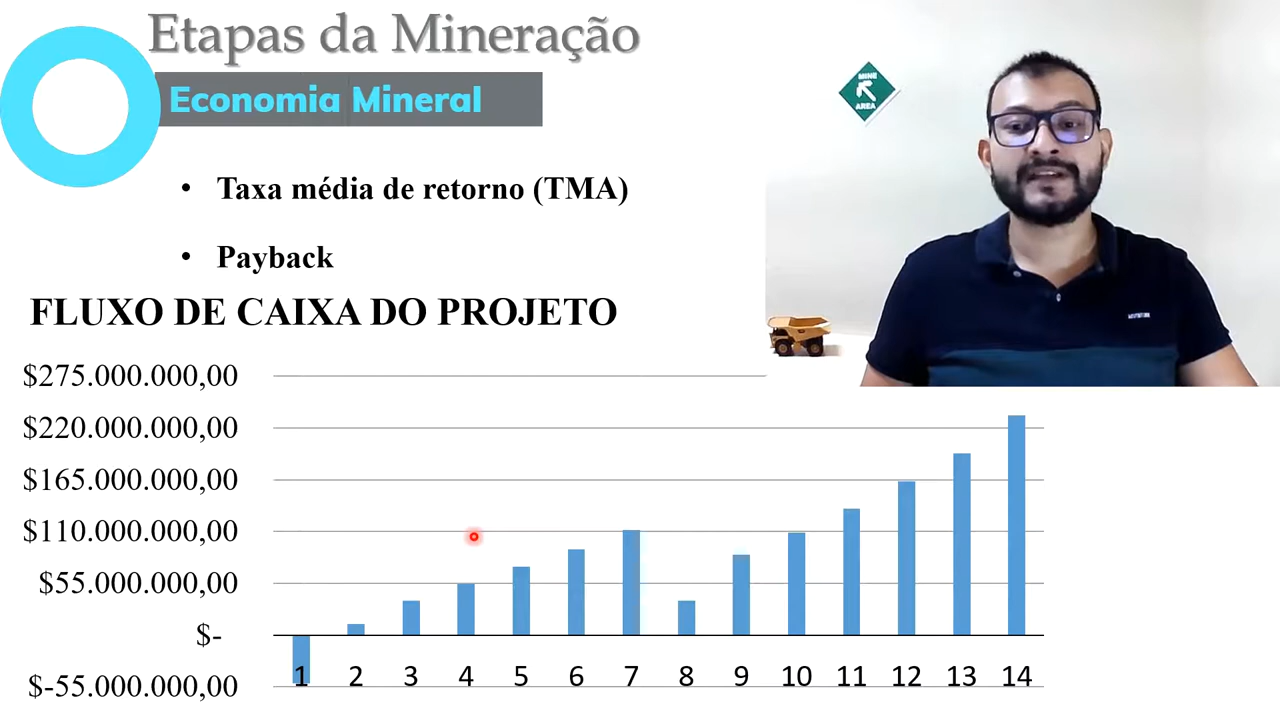 Etapas da Mineração
Economia Mineral
MINE
AREA
• Taxa média de retorno (TMA)
• Payback
FLUXO DE CAIXA DO PROJETO
$275.000.000,00
$220.000.000,00
$165.000.000,00
$110.000.000,00
$55.000.000,00
$-
$-55.000.000,00
1 2 3 4 5 6 7 8 9 10 11 12 13 14